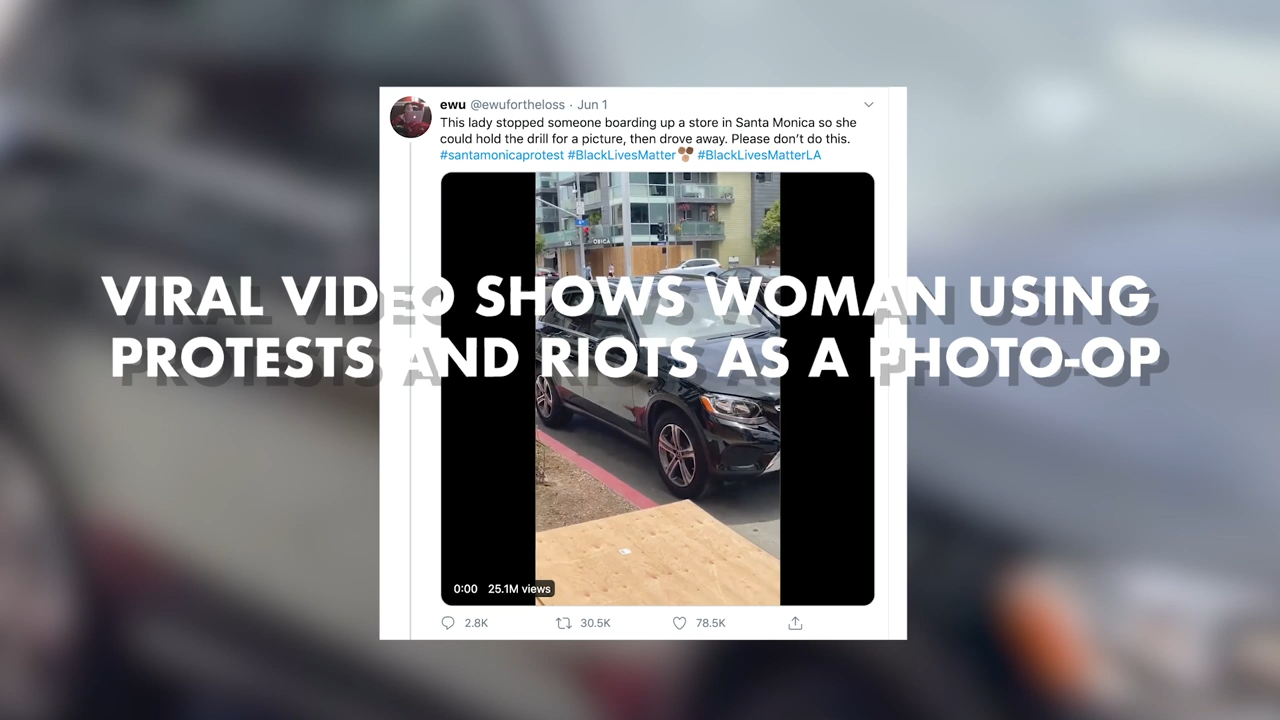 ewu @ewufortheloss · Jun 1
This lady stopped someone boarding up a store in Santa Monica so she
could hold the drill for a picture, then drove away. Please don’t do this.
#santamonicaprotest #BlackLivesMatter #BlackLivesMatterLA
VIRAL VIDEO SHOWS WOMAN USING
PROTESTS AND RIOTS AS A PHOTO-OP
0:00 25.1M views
2.8K 30.5K 78.5K